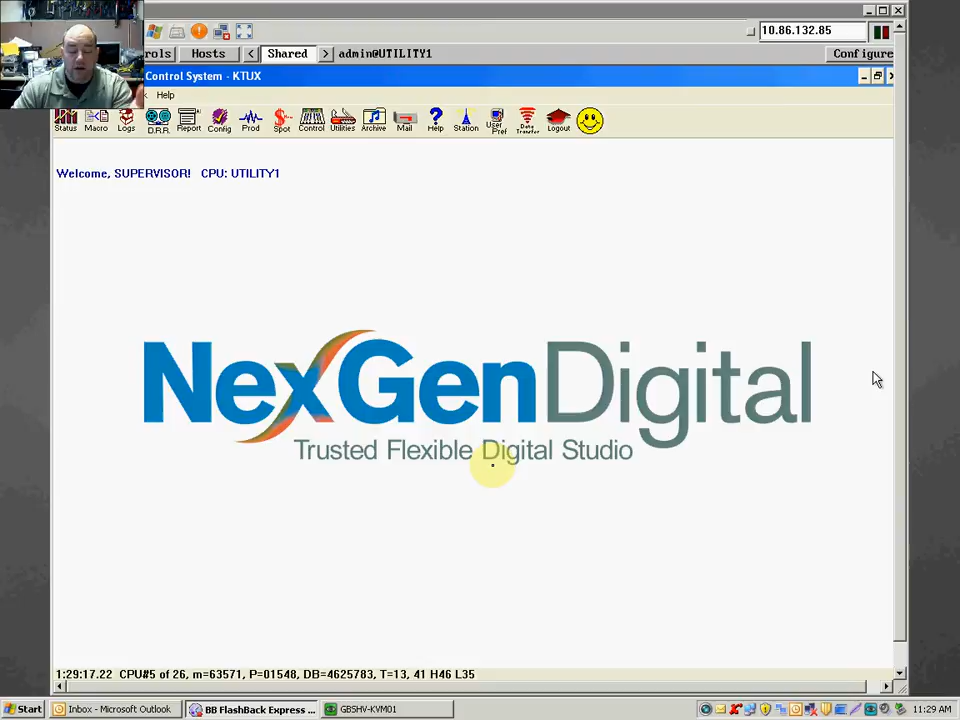 10.86.132.85
rols Hosts < Shared > admin@UTILITY1 Configure
Control System - KTUX
Help
Status Macro Logs D.R.R. Report Config Prod Spot Control Utilities Archive Mail Help Station User Pref Data Transfer Logout
Welcome, SUPERVISOR! CPU: UTILITY1
NexGenDigital
Trusted Flexible Digital Studio
1:29:17.22 CPU#5 of 26, m=63571, P=01548, DB=4625783, T=13, 41 H46 L35
Start Inbox - Microsoft Outlook BB FlashBack Express ... GBSHV-KVM01 11:29 AM